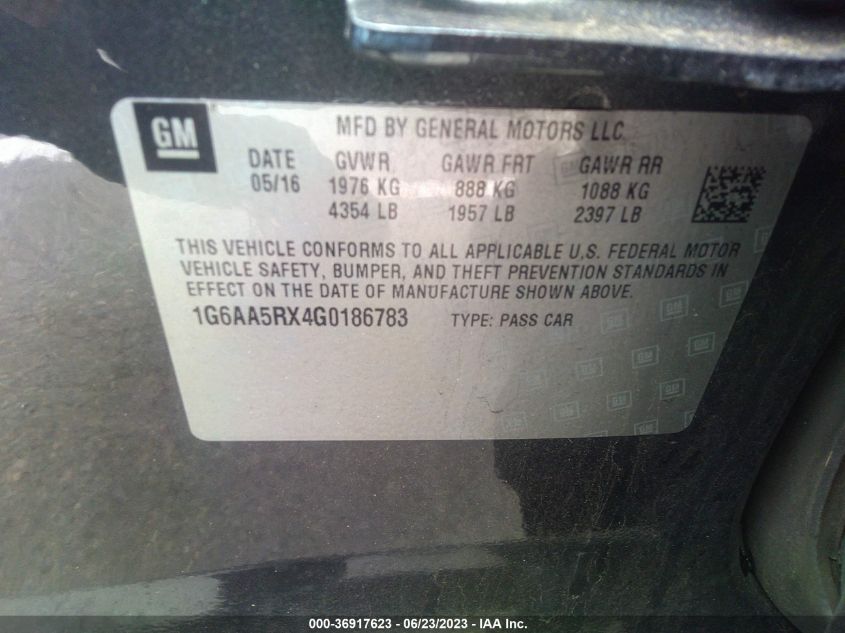 GM
MFD BY GENERAL MOTORS LLC
DATE GVWR GAWR FRT GAWR RR
05/16 1976 KG 888 KG 1088 KG
4354 LB 1957 LB 2397 LB
THIS VEHICLE CONFORMS TO ALL APPLICABLE U.S. FEDERAL MOTOR
VEHICLE SAFETY, BUMPER, AND THEFT PREVENTION STANDARDS IN
EFFECT ON THE DATE OF MANUFACTURE SHOWN ABOVE.
1G6AA5RX4G0186783 TYPE: PASS CAR
000-36917623 - 06/23/2023 - IAA Inc.